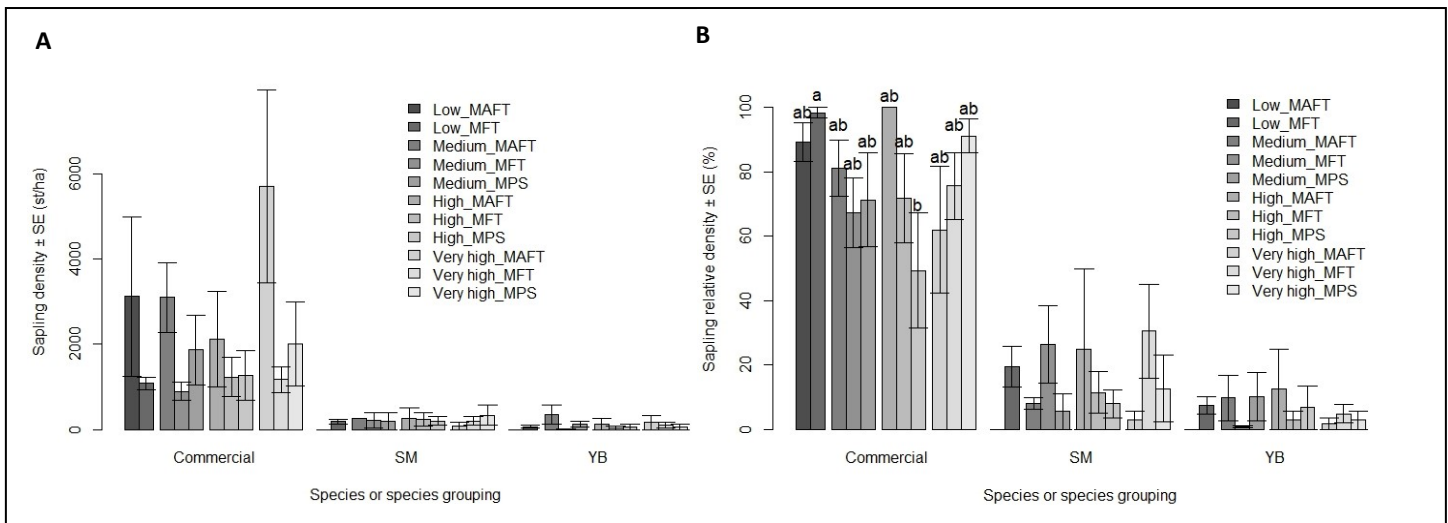 A
Sapling density ± SE (st/ha)
6000
4000
2000
0
Low_MAFT
Low_MFT
Medium_MAFT
Medium_MFT
Medium_MPS
High_MAFT
High_MFT
High_MPS
Very high_MAFT
Very high_MFT
Very high_MPS
Commercial SM YB
Species or species grouping
B
Sapling relative density ± SE (%)
100
80
60
40
20
0
ab a ab ab ab ab ab b ab ab ab
Low_MAFT
Low_MFT
Medium_MAFT
Medium_MFT
Medium_MPS
High_MAFT
High_MFT
High_MPS
Very high_MAFT
Very high_MFT
Very high_MPS
Commercial SM YB
Species or species grouping